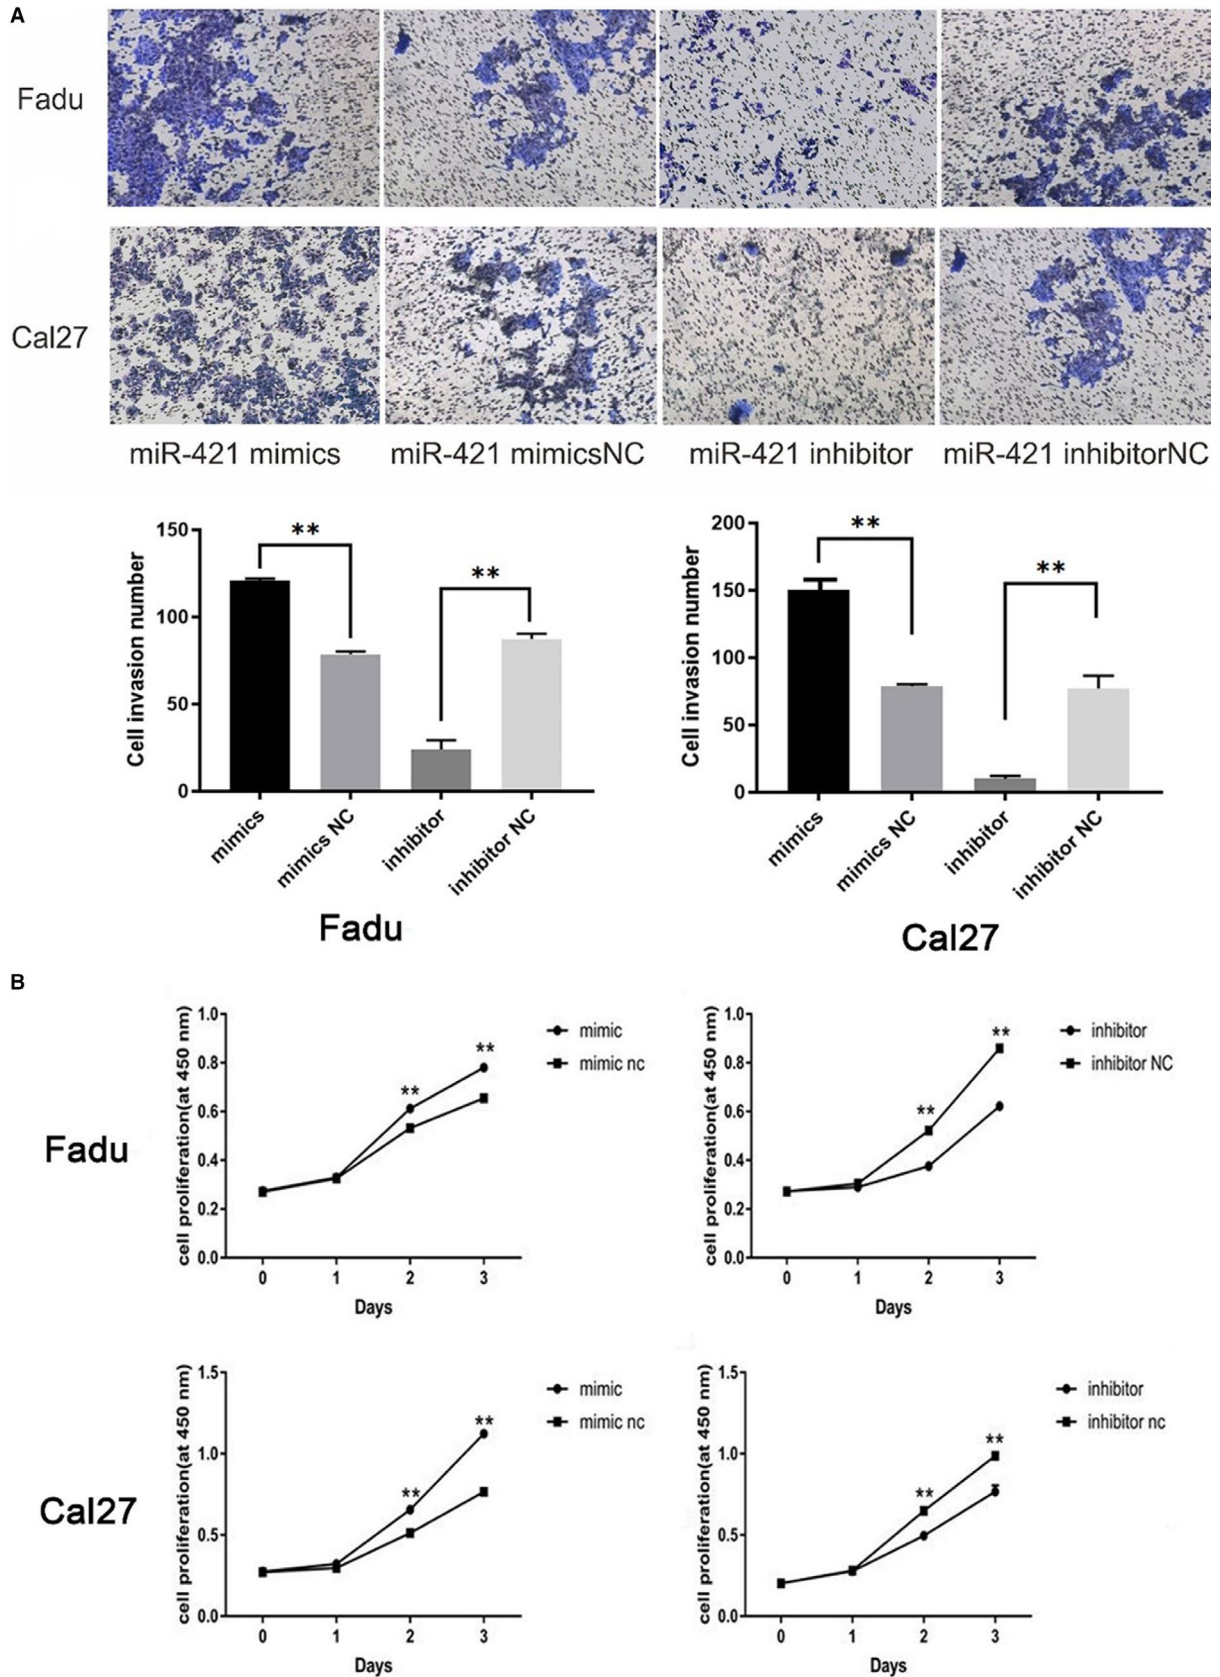 A
Fadu
Cal27
miR-421 mimics miR-421 mimicsNC miR-421 inhibitor miR-421 inhibitorNC
Cell invasion number
150
100
50
0
**
**
mimics
mimics NC
inhibitor
inhibitor NC
Fadu
Cell invasion number
200
150
100
50
0
**
**
mimics
mimics NC
inhibitor
inhibitor NC
Cal27
B
Fadu
cell proliferation(at 450 nm)
1.0
0.8
0.6
0.4
0.2
0.0
**
**
mimic
mimic nc
0 1 2 3
Days
cell proliferation(at 450 nm)
1.0
0.8
0.6
0.4
0.2
0.0
**
**
inhibitor
inhibitor NC
0 1 2 3
Days
Cal27
cell proliferation(at 450 nm)
1.5
1.0
0.5
0.0
**
**
mimic
mimic nc
0 1 2 3
Days
cell proliferation(at 450 nm)
1.5
1.0
0.5
0.0
**
**
inhibitor
inhibitor nc
0 1 2 3
Days